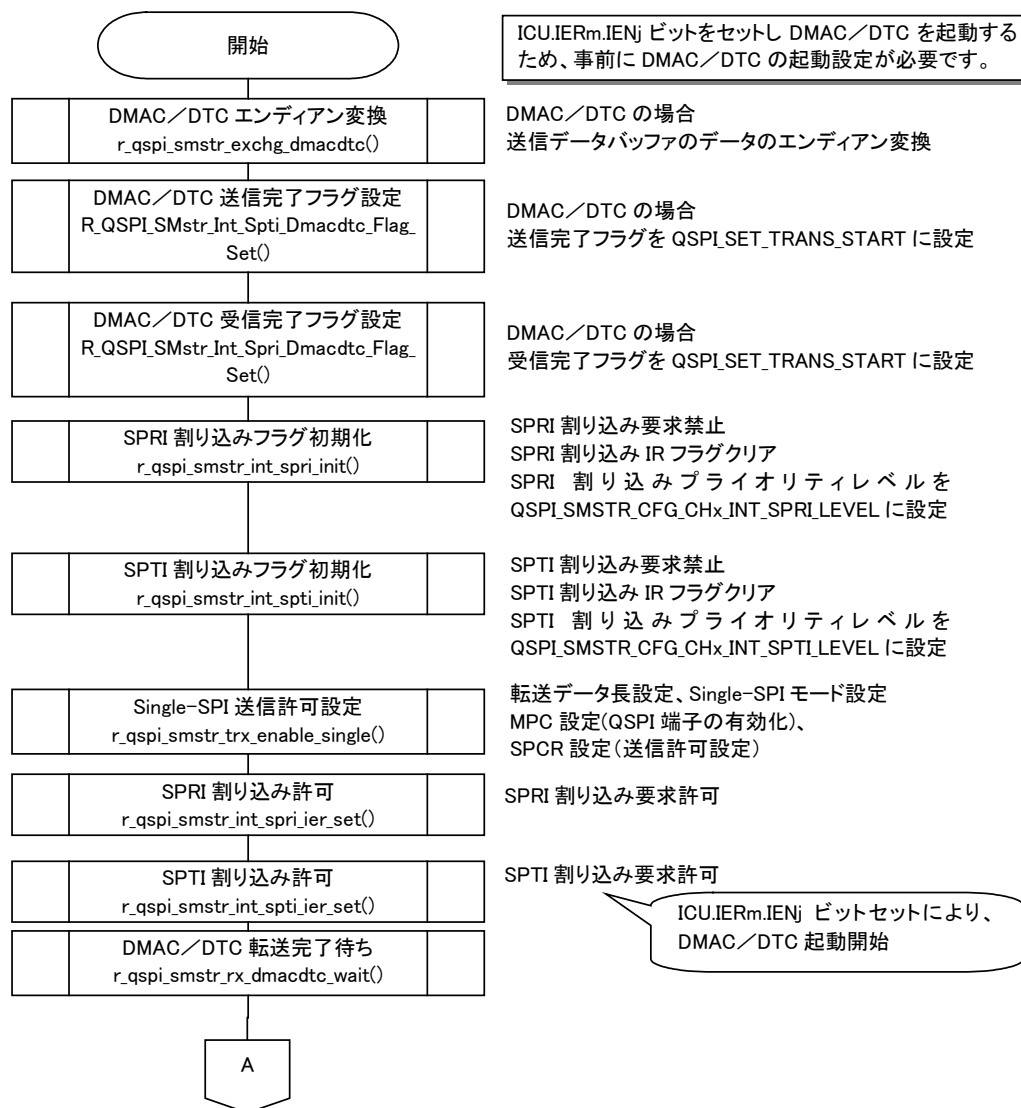 開始
ICU.IERm.IENj ビットをセットし DMAC／DTC を起動する
ため、事前に DMAC／DTC の起動設定が必要です。
DMAC／DTC エンディアン変換
r_qspi_smstr_exchg_dmacdtc()
DMAC／DTC の場合
送信データバッファのデータのエンディアン変換
DMAC／DTC 送信完了フラグ設定
R_QSPI_SMstr_Int_Spti_Dmacdtc_Flag_
Set()
DMAC／DTC の場合
送信完了フラグを QSPI_SET_TRANS_START に設定
DMAC／DTC 受信完了フラグ設定
R_QSPI_SMstr_Int_Spri_Dmacdtc_Flag_
Set()
DMAC／DTC の場合
受信完了フラグを QSPI_SET_TRANS_START に設定
SPRI 割り込みフラグ初期化
r_qspi_smstr_int_spri_init()
SPRI 割り込み要求禁止
SPRI 割り込み IR フラグクリア
SPRI 割り込みプライオリティレベルを
QSPI_SMSTR_CFG_CHx_INT_SPRI_LEVEL に設定
SPTI 割り込みフラグ初期化
r_qspi_smstr_int_spti_init()
SPTI 割り込み要求禁止
SPTI 割り込み IR フラグクリア
SPTI 割り込みプライオリティレベルを
QSPI_SMSTR_CFG_CHx_INT_SPTI_LEVEL に設定
Single-SPI 送信許可設定
r_qspi_smstr_trx_enable_single()
転送データ長設定、Single-SPI モード設定
MPC 設定(QSPI 端子の有効化)、
SPCR 設定（送信許可設定）
SPRI 割り込み許可
r_qspi_smstr_int_spri_ier_set()
SPRI 割り込み要求許可
SPTI 割り込み許可
r_qspi_smstr_int_spti_ier_set()
SPTI 割り込み要求許可
ICU.IERm.IENj ビットセットにより、
DMAC／DTC 起動開始
DMAC／DTC 転送完了待ち
r_qspi_smstr_rx_dmacdtc_wait()
A